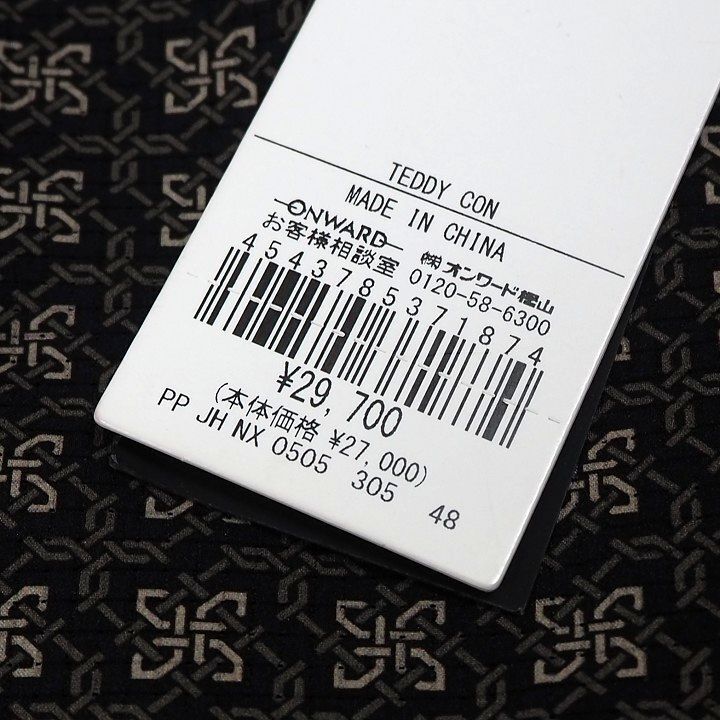 TEDDY CON
MADE IN CHINA
ONWARD ㈱オンワード樫山
お客様相談室 0120-58-6300
4543785371874
¥29,700
(本体価格 ¥27,000)
PP JH NX 0505 305 48